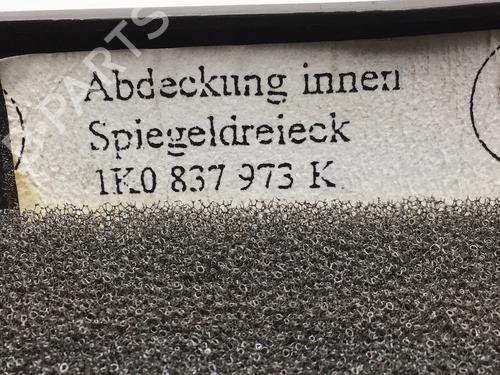 Abdeckung innen
Spiegeldreieck
1K0 837 973 K